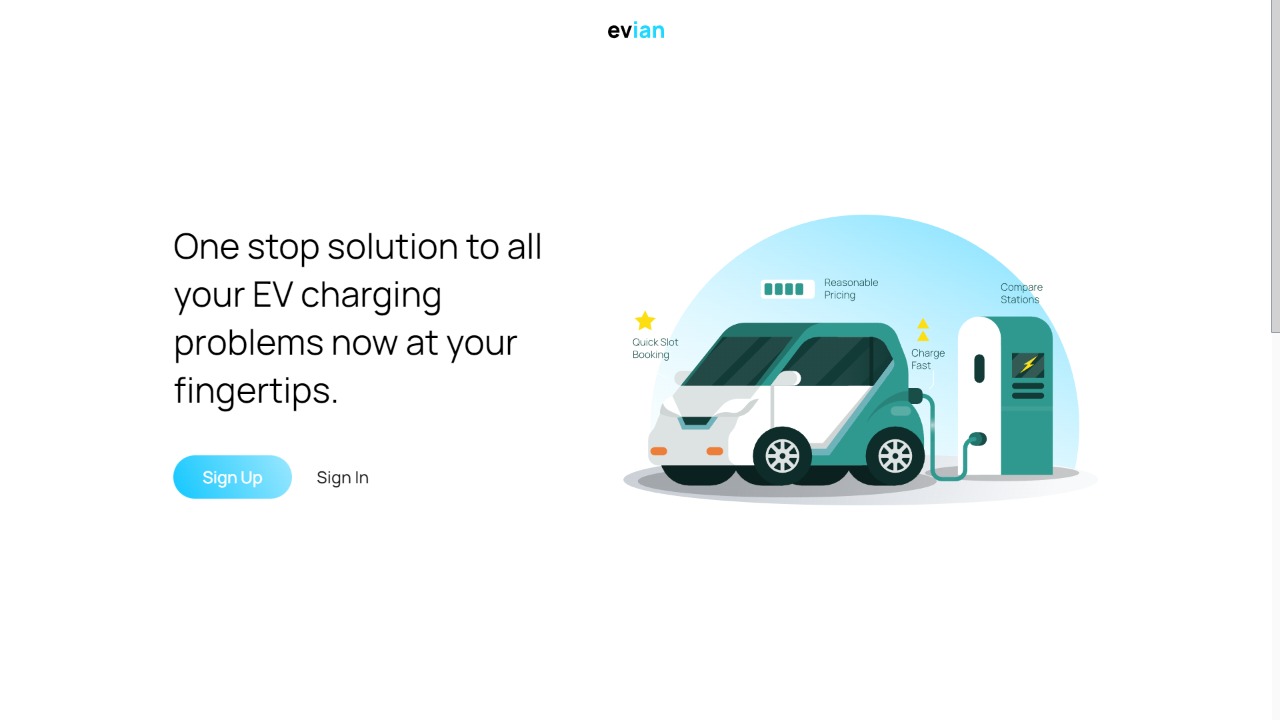 evian
One stop solution to all
your EV charging
problems now at your
fingertips.
Sign Up
Sign In
Reasonable
Pricing
Compare
Stations
Quick Slot
Booking
Charge
Fast